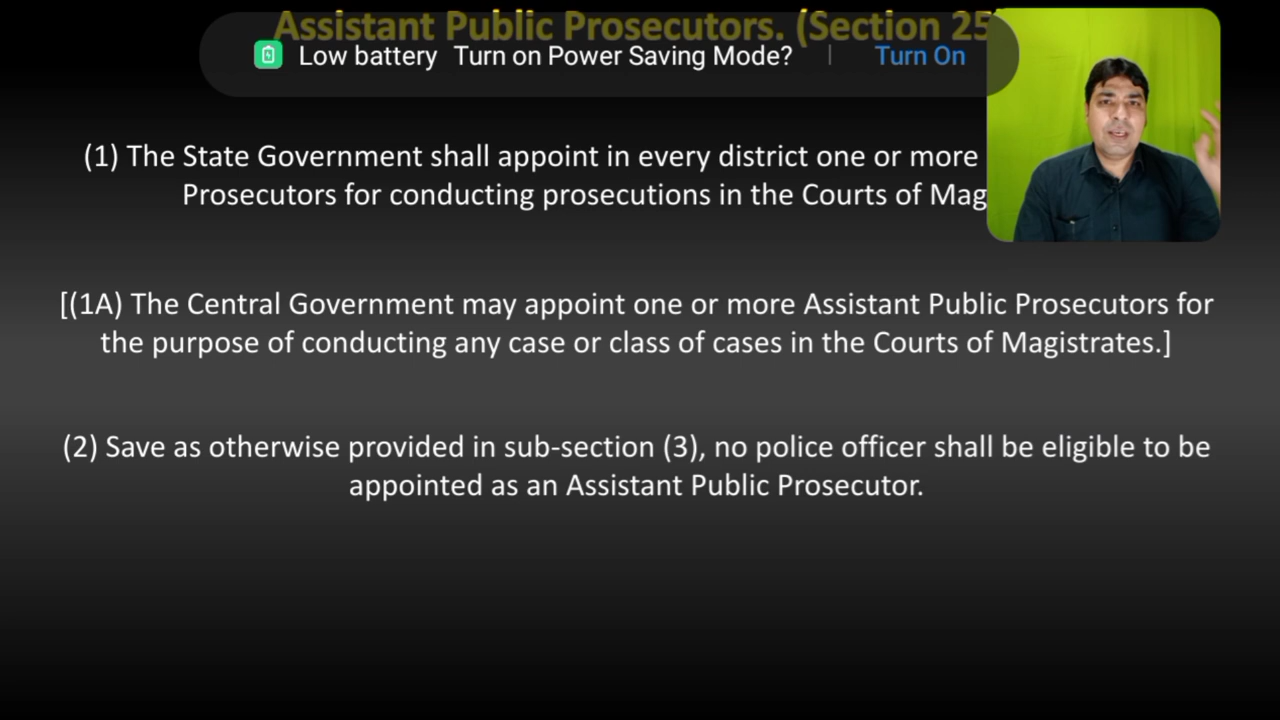 Assistant Public Prosecutors. (Section 25)
Low battery Turn on Power Saving Mode? | Turn On
(1) The State Government shall appoint in every district one or more
Prosecutors for conducting prosecutions in the Courts of Mag
[(1A) The Central Government may appoint one or more Assistant Public Prosecutors for
the purpose of conducting any case or class of cases in the Courts of Magistrates.]
(2) Save as otherwise provided in sub-section (3), no police officer shall be eligible to be
appointed as an Assistant Public Prosecutor.